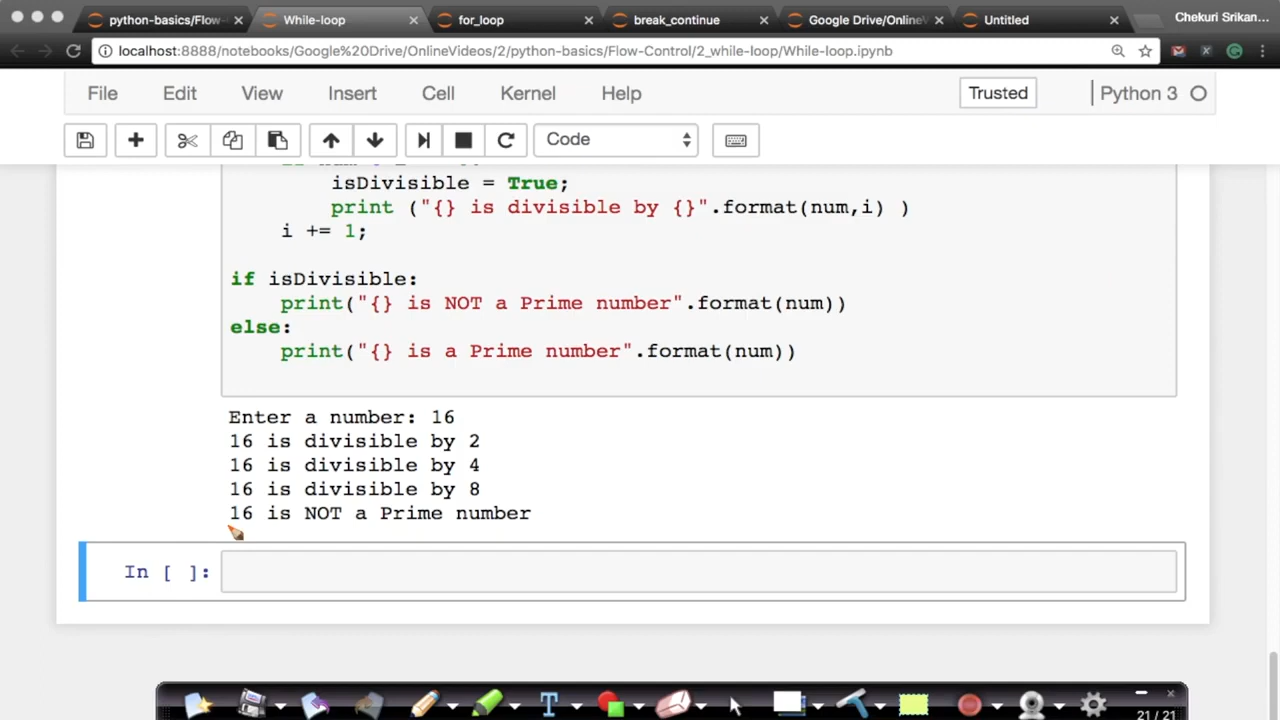 python-basics/Flow- While-loop for_loop break_continue Google Drive/OnlineV Untitled Chekuri Srikan...
localhost:8888/notebooks/Google%20Drive/OnlineVideos/2/python-basics/Flow-Control/2_while-loop/While-loop.ipynb
File Edit View Insert Cell Kernel Help Trusted Python 3
Code
isDivisible = True;
print ("{} is divisible by {}".format(num,i) )
i += 1;
if isDivisible:
print("{} is NOT a Prime number".format(num))
else:
print("{} is a Prime number".format(num))
Enter a number: 16
16 is divisible by 2
16 is divisible by 4
16 is divisible by 8
16 is NOT a Prime number
In [ ]:
T
21/21